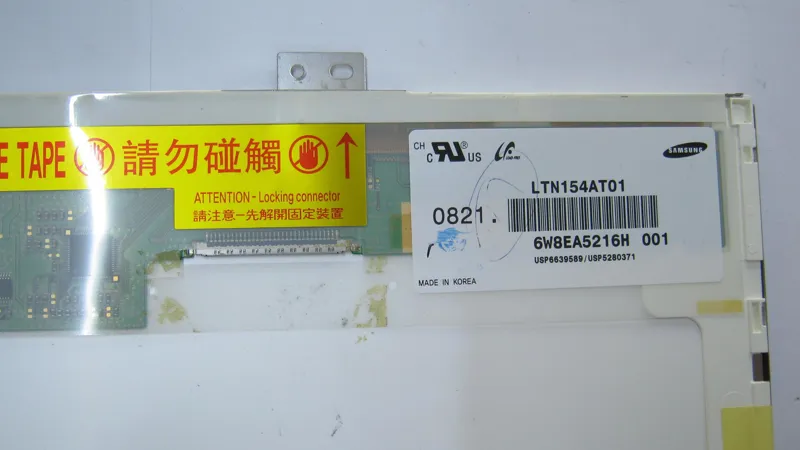 E TAPE
請勿碰觸
ATTENTION - Locking connector
請注意一先解開固定裝置
CH
C US
SAMSUNG
LTN154AT01
0821.
6W8EA5216H 001
USP6639589/USP5280371
MADE IN KOREA